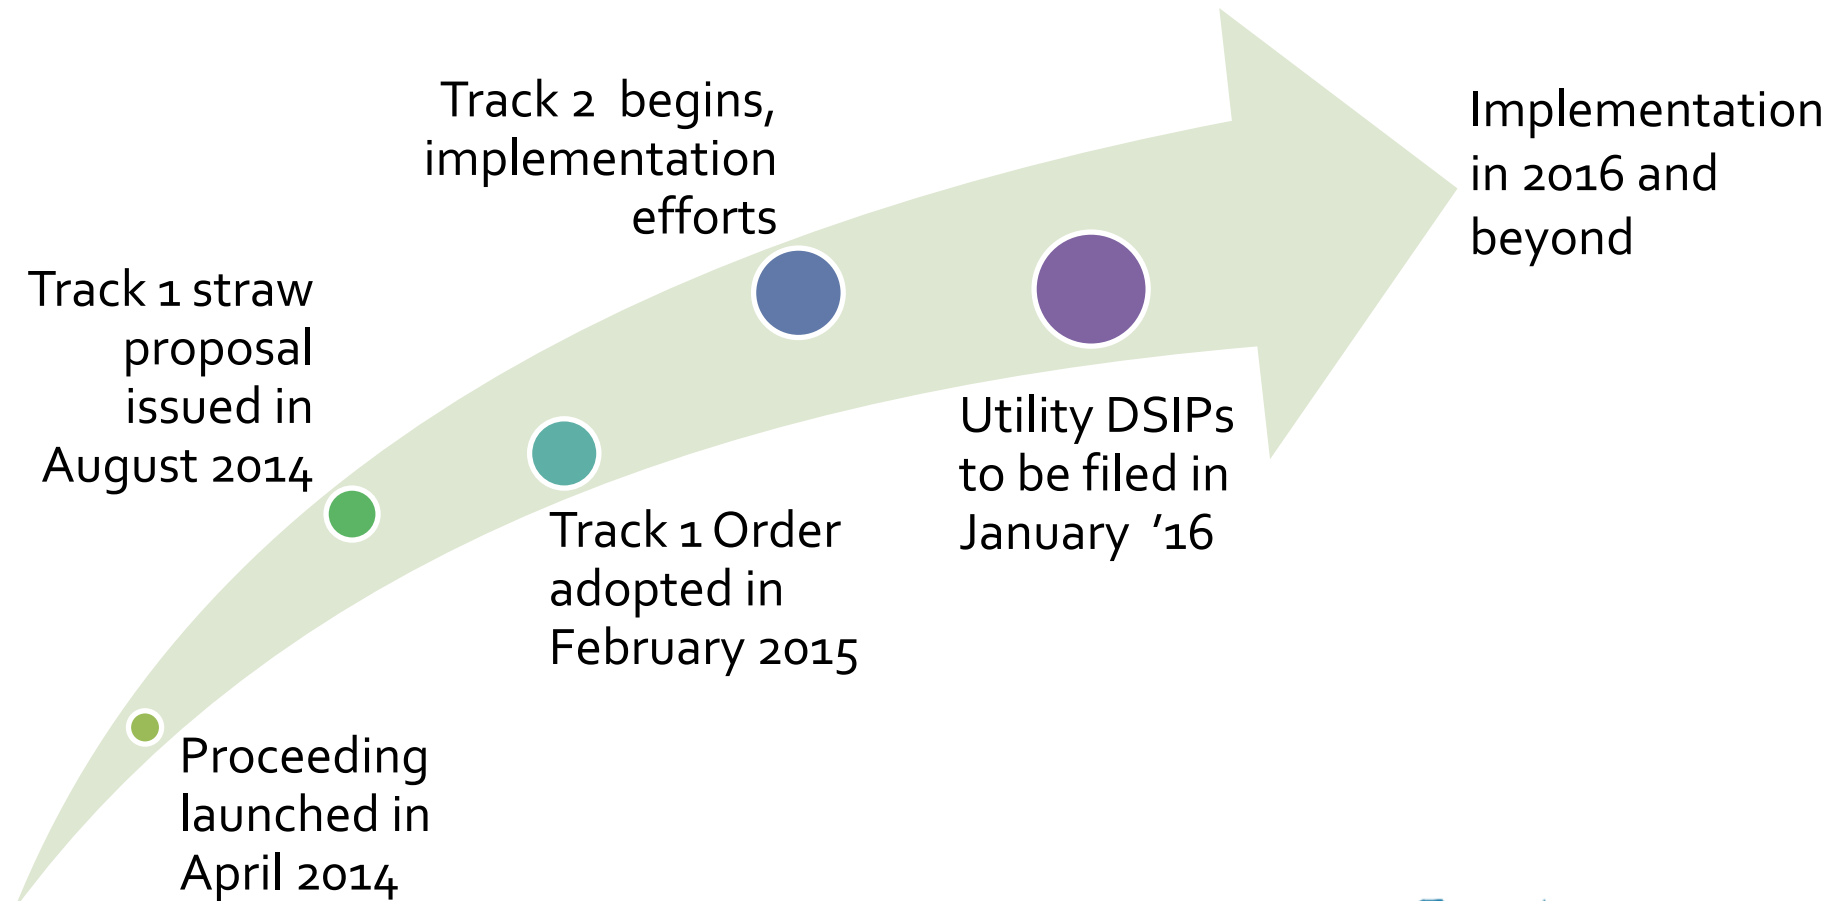 Track 2 begins,
implementation
efforts
Implementation
in 2016 and
beyond
Track 1 straw
proposal
issued in
August 2014
Utility DSIPs
to be filed in
January '16
Track 1 Order
adopted in
February 2015
Proceeding
launched in
April 2014